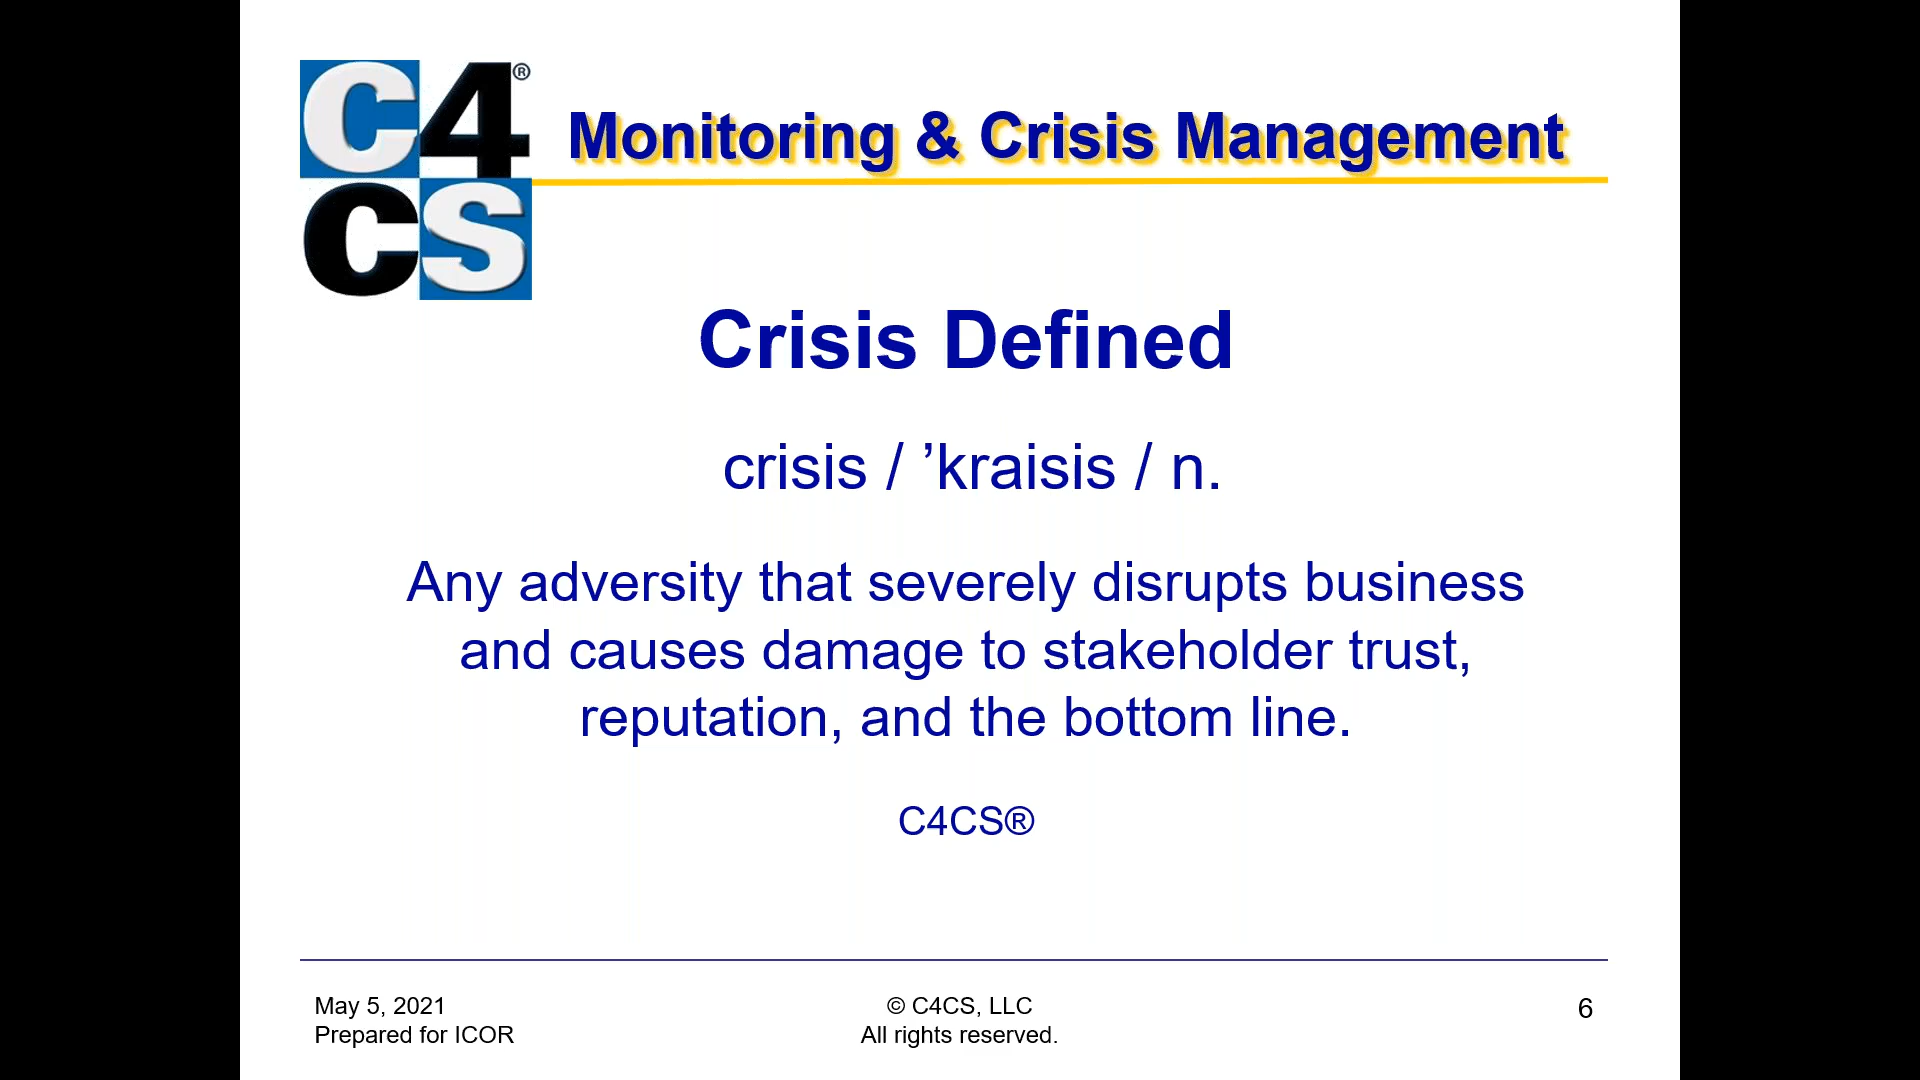 C4®
CS
Monitoring & Crisis Management
Crisis Defined
crisis / ’kraisis / n.
Any adversity that severely disrupts business
and causes damage to stakeholder trust,
reputation, and the bottom line.
C4CS®
May 5, 2021
Prepared for ICOR
© C4CS, LLC
All rights reserved.
6